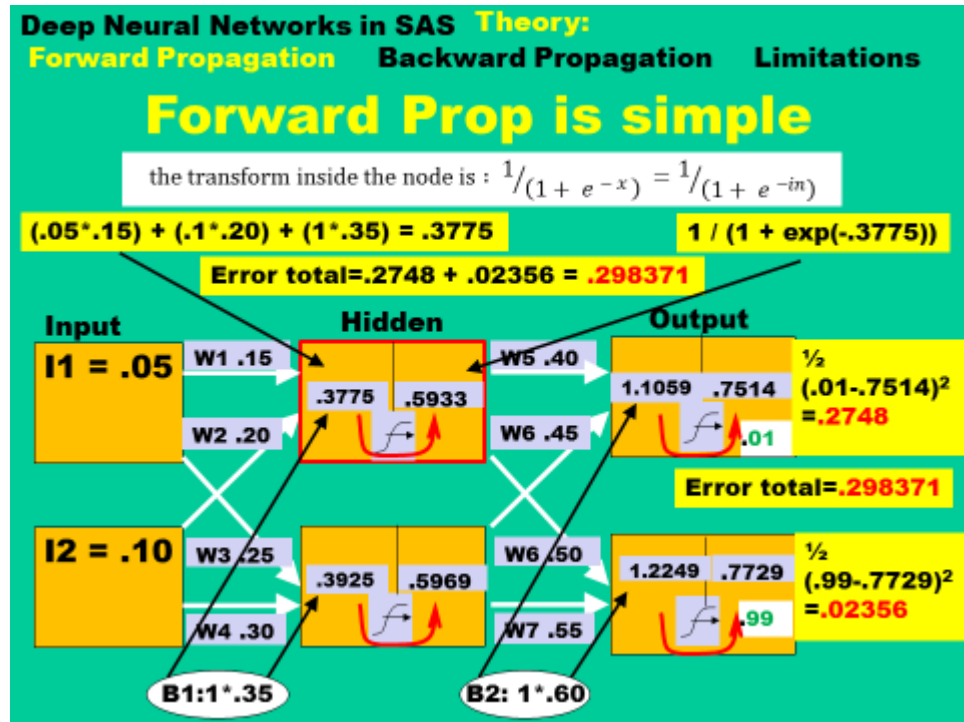 Deep Neural Networks in SAS Theory:
Forward Propagation Backward Propagation Limitations
Forward Prop is simple
the transform inside the node is : 1/(1 + e^-x) = 1/(1 + e^-in)
(.05*.15) + (.1*.20) + (1*.35) = .3775
1 / (1 + exp(-.3775))
Error total=.2748 + .02356 = .298371
Input
Hidden
Output
I1 = .05
W1 .15
W2 .20
.3775 .5933
W5 .40
W6 .45
1.1059 .7514
.01
½
(.01-.7514)²
=.2748
Error total=.298371
I2 = .10
W3 .25
W4 .30
.3925 .5969
W6 .50
W7 .55
1.2249 .7729
.99
½
(.99-.7729)²
=.02356
B1:1*.35
B2: 1*.60